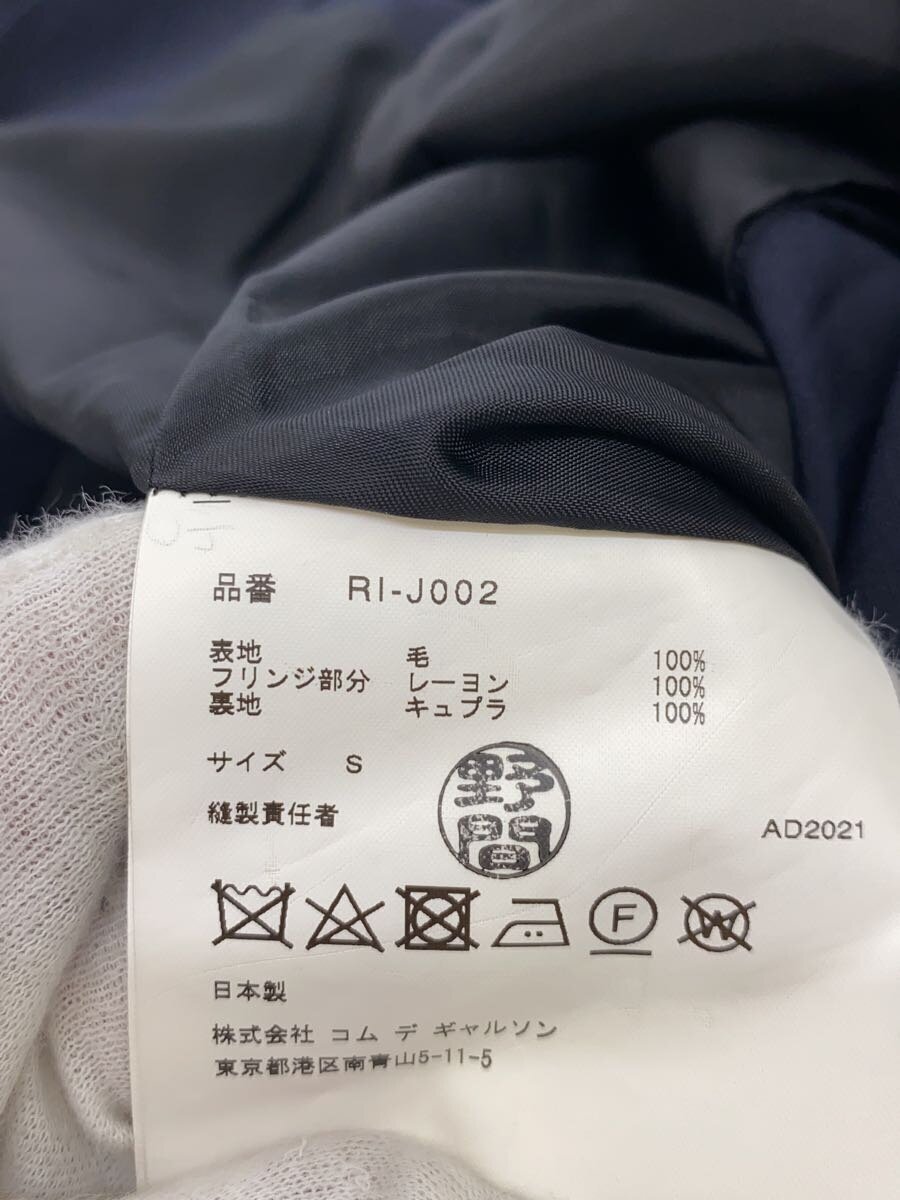 品番 RI-J002
表地 毛 100%
フリンジ部分 レーヨン 100%
裏地 キュプラ 100%
サイズ S
縫製責任者 野間
AD2021
F W
日本製
株式会社 コム デ ギャルソン
東京都港区南青山5-11-5